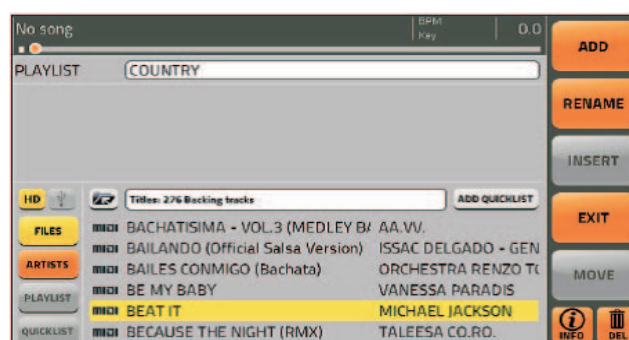 No song
BPM
Key
0.0
ADD
PLAYLIST
COUNTRY
RENAME
INSERT
HD
Titles: 276 Backing tracks
ADD QUICKLIST
EXIT
FILES
MIDI BACHATISIMA - VOL.3 (MEDLEY BA AA.VV.
MIDI BAILANDO (Official Salsa Version) ISSAC DELGADO - GEN
ARTISTS
MIDI BAILES CONMIGO (Bachata) ORCHESTRA RENZO TO
MOVE
MIDI BE MY BABY VANESSA PARADIS
PLAYLIST
MIDI BEAT IT MICHAEL JACKSON
QUICKLIST
MIDI BECAUSE THE NIGHT (RMX) TALEESA CO.RO.
INFO
DEL